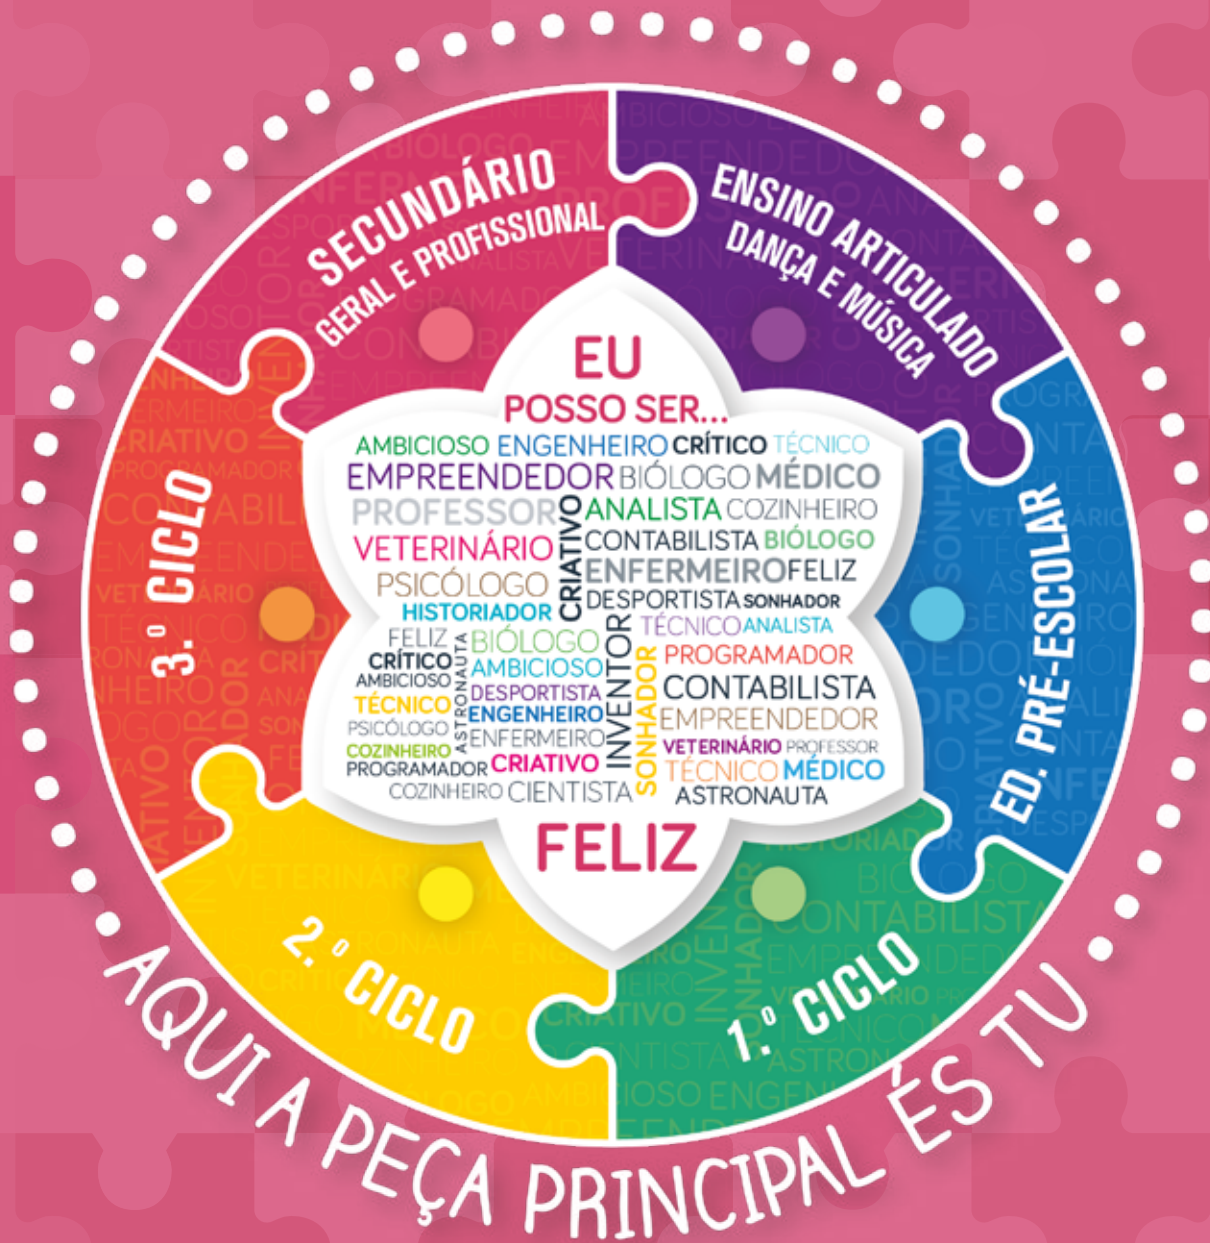 SECUNDÁRIO
GERAL E PROFISSIONAL
ENSINO ARTICULADO
DANÇA E MÚSICA
ED. PRÉ-ESCOLAR
1.º CICLO
2.º CICLO
3.º CICLO
EU
POSSO SER...
AMBICIOSO ENGENHEIRO CRÍTICO TÉCNICO
EMPREENDEDOR BIÓLOGO MÉDICO
PROFESSOR
CRIATIVO
ANALISTA COZINHEIRO
VETERINÁRIO
CONTABILISTA BIÓLOGO
PSICÓLOGO
ENFERMEIRO FELIZ
HISTORIADOR
DESPORTISTA SONHADOR
FELIZ
ASTRONAUTA
BIÓLOGO
INVENTOR
TÉCNICO ANALISTA
CRÍTICO
AMBICIOSO
SONHADOR
PROGRAMADOR
AMBICIOSO
DESPORTISTA
CONTABILISTA
TÉCNICO
ENGENHEIRO
EMPREENDEDOR
PSICÓLOGO
ENFERMEIRO
VETERINÁRIO PROFESSOR
COZINHEIRO
PROGRAMADOR CRIATIVO
TÉCNICO MÉDICO
COZINHEIRO CIENTISTA
ASTRONAUTA
FELIZ
AQUI A PEÇA PRINCIPAL ÉS TU